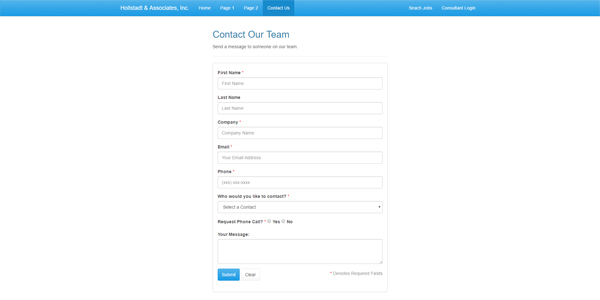 Hollstadt & Associates, Inc. Home Page 1 Page 2 Contact Us Seach Jobs Consultant Login
Contact Our Team
Send a message to someone on our team.
First Name *
First Name
Last Name
Last Name
Company *
Company Name
Email *
Your Email Address
Phone *
(xxx) xxx-xxxx
Who would you like to contact? *
Select a Contact
Request Phone Call? * Yes No
Your Message:
Submit Clear * Denotes Required Fields